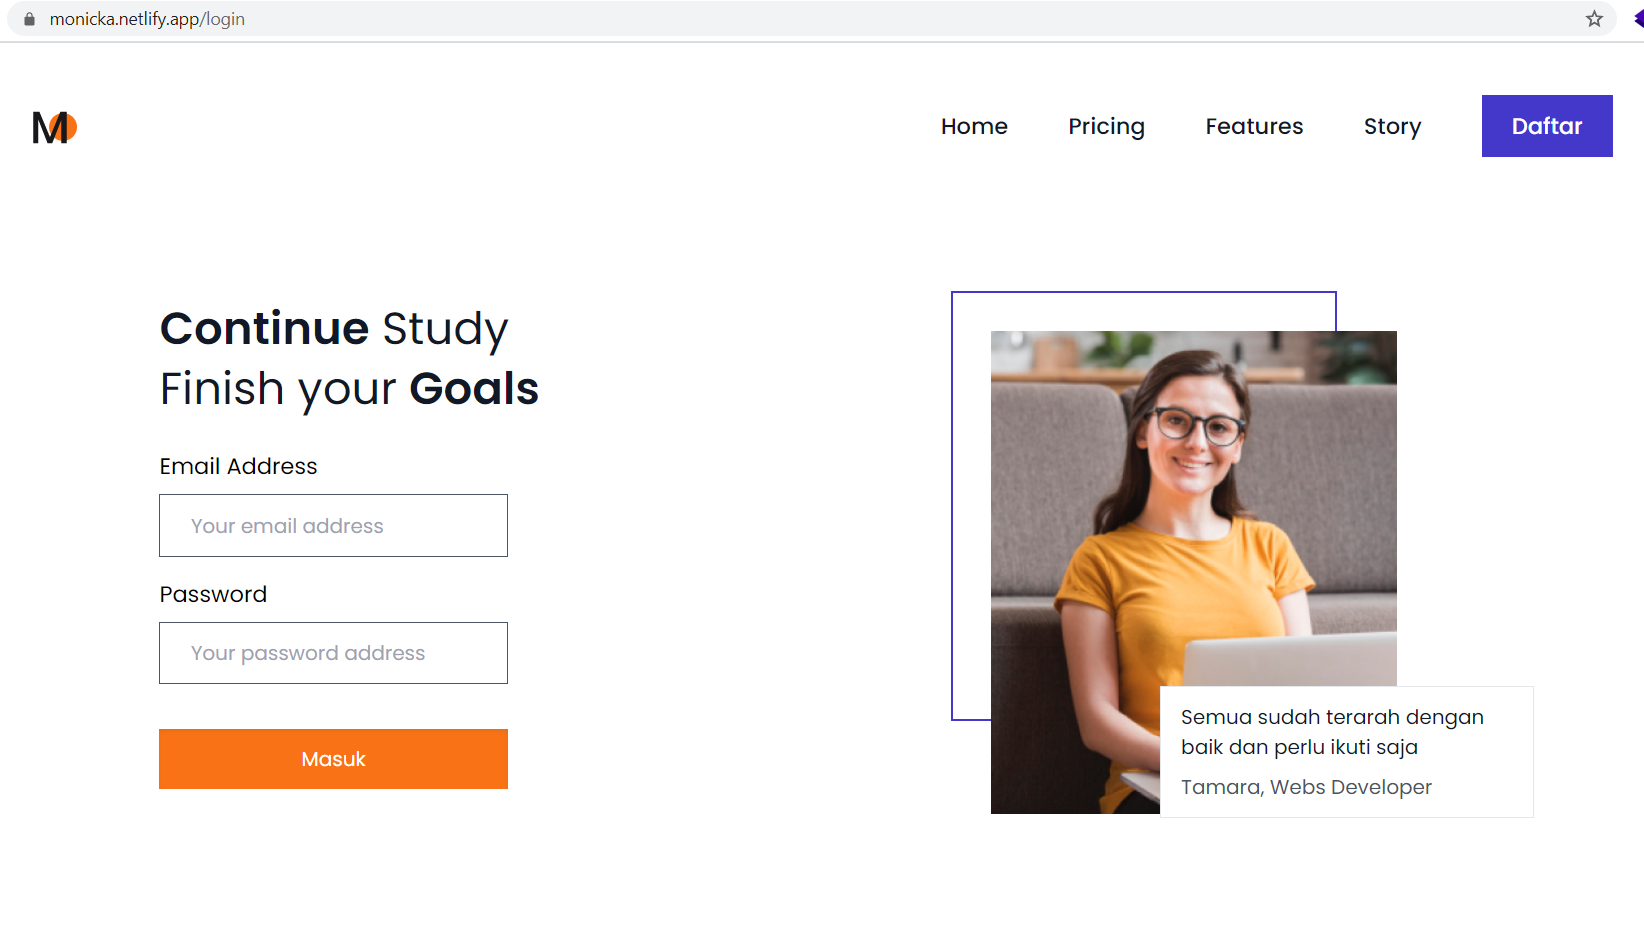 monicka.netlify.app/login
M
Home Pricing Features Story Daftar
Continue Study
Finish your Goals
Email Address
Your email address
Password
Your password address
Masuk
Semua sudah terarah dengan
baik dan perlu ikuti saja
Tamara, Webs Developer